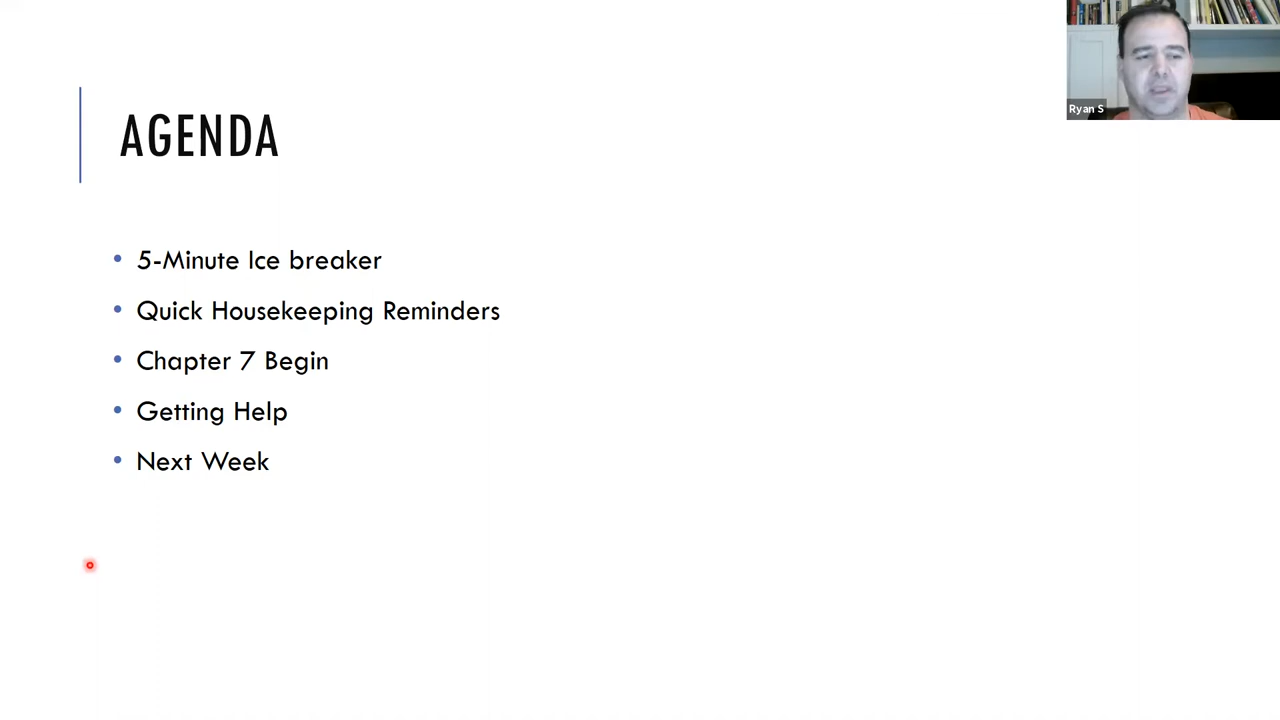 AGENDA
• 5-Minute Ice breaker
• Quick Housekeeping Reminders
• Chapter 7 Begin
• Getting Help
• Next Week
Ryan S